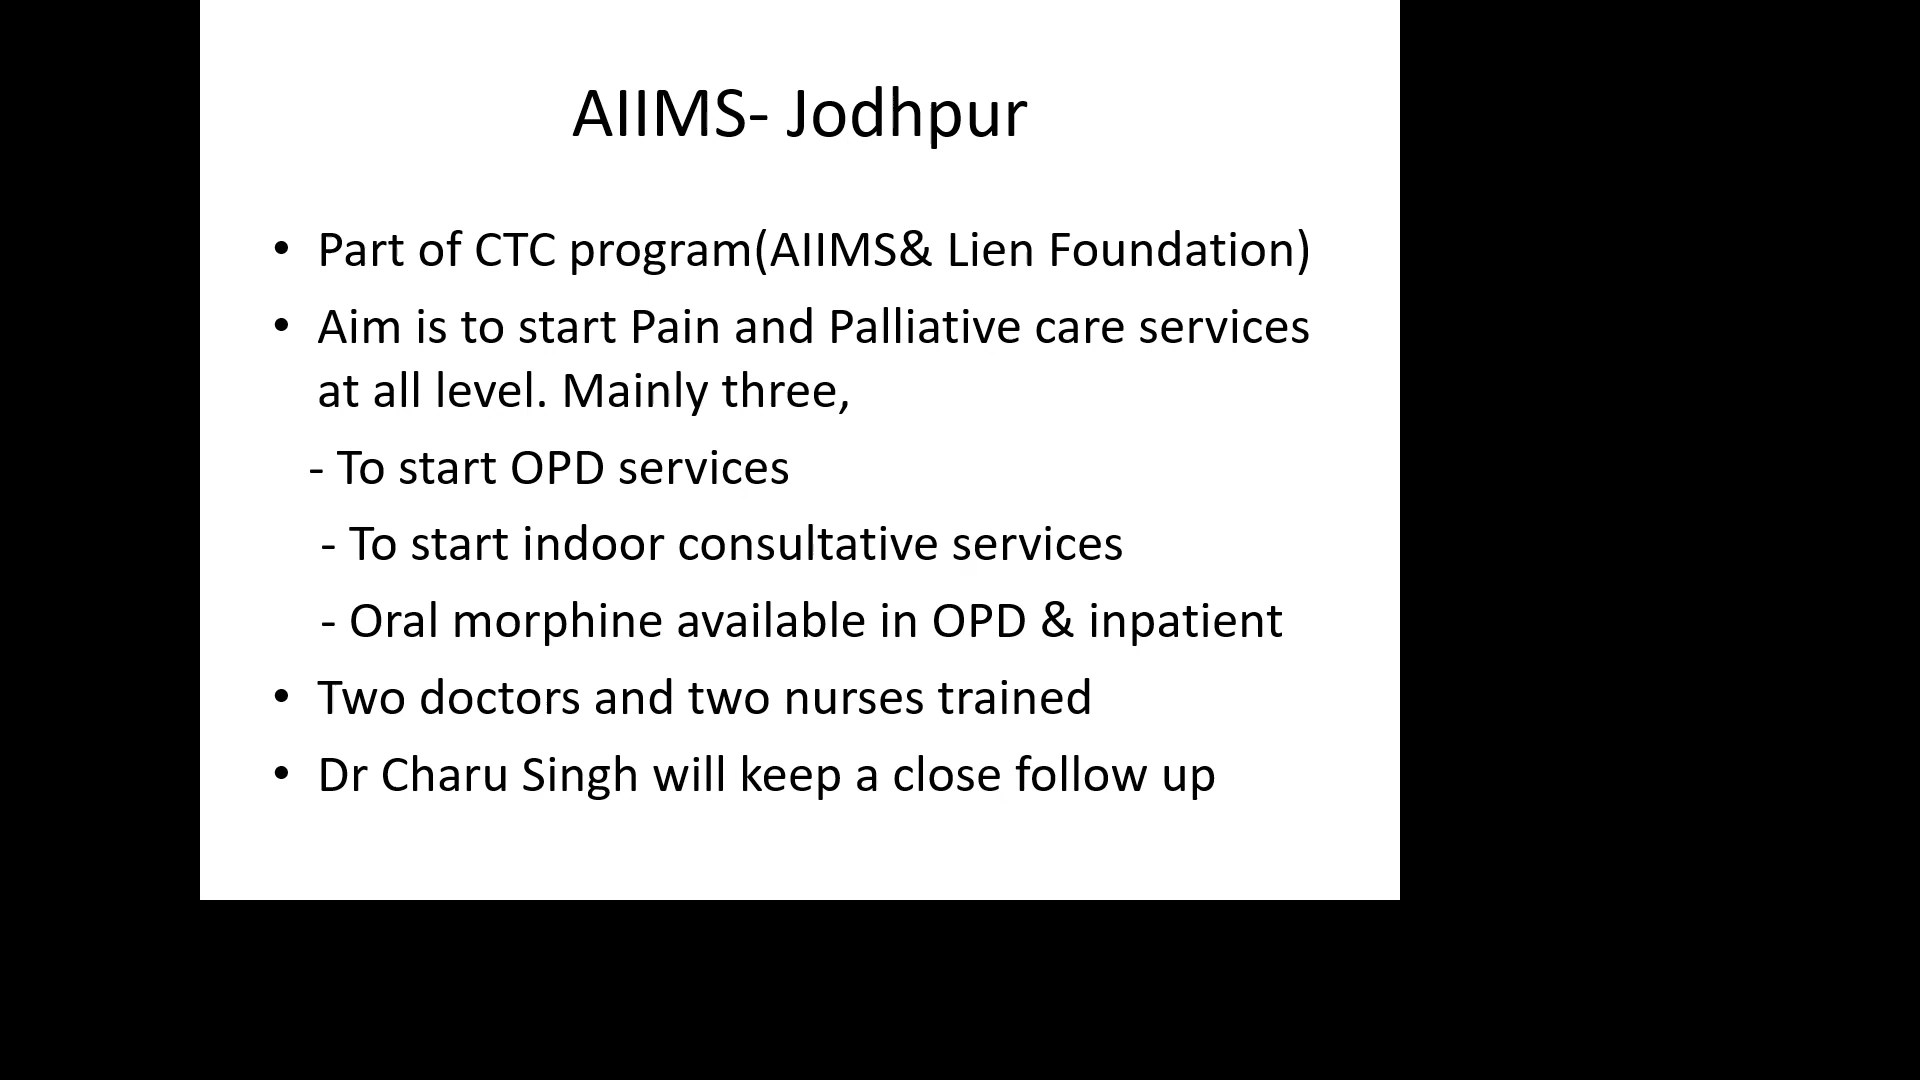 AIIMS- Jodhpur
• Part of CTC program(AIIMS& Lien Foundation)
• Aim is to start Pain and Palliative care services
at all level. Mainly three,
- To start OPD services
- To start indoor consultative services
- Oral morphine available in OPD & inpatient
• Two doctors and two nurses trained
• Dr Charu Singh will keep a close follow up